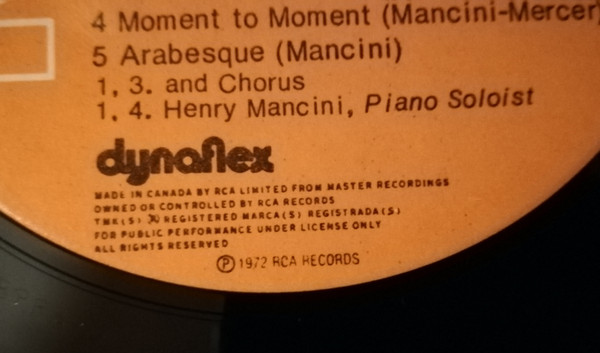 4 Moment to Moment (Mancini-Mercer)
5 Arabesque (Mancini)
1, 3. and Chorus
1, 4. Henry Mancini, Piano Soloist
dynaflex
MADE IN CANADA BY RCA LIMITED FROM MASTER RECORDINGS
OWNED OR CONTROLLED BY RCA RECORDS
TMK(S) ® REGISTERED MARCA(S) REGISTRADA(S)
FOR PUBLIC PERFORMANCE UNDER LICENSE ONLY
ALL RIGHTS RESERVED
℗ 1972 RCA RECORDS